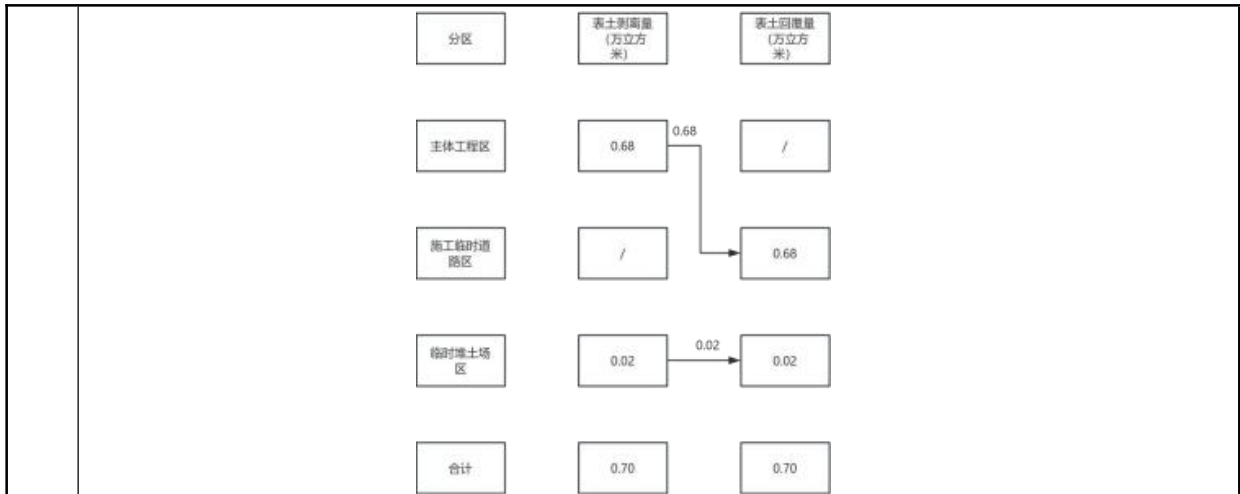 分区
表土剥离量
(万立方
米)
表土回覆量
(万立方
米)
主体工程区
0.68
0.68
/
施工临时道
路区
/
0.68
临时堆土场
区
0.02
0.02
0.02
合计
0.70
0.70